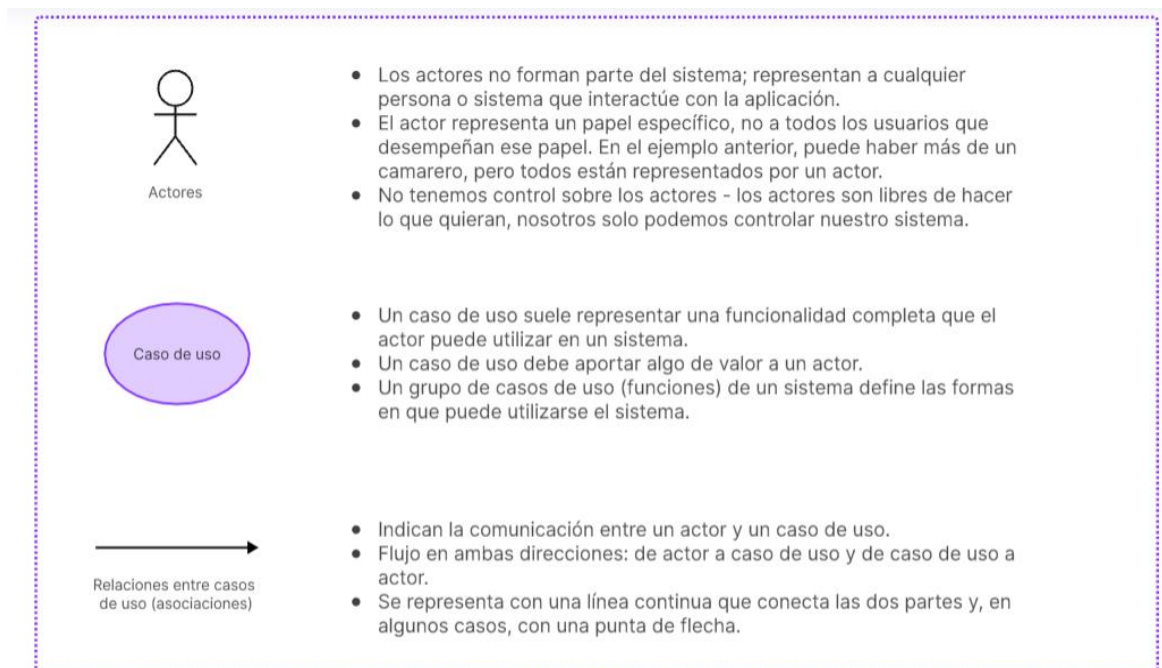 • Los actores no forman parte del sistema; representan a cualquier
persona o sistema que interactúe con la aplicación.
• El actor representa un papel específico, no a todos los usuarios que
desempeñan ese papel. En el ejemplo anterior, puede haber más de un
camarero, pero todos están representados por un actor.
• No tenemos control sobre los actores - los actores son libres de hacer
lo que quieran, nosotros solo podemos controlar nuestro sistema.
Actores
• Un caso de uso suele representar una funcionalidad completa que el
actor puede utilizar en un sistema.
• Un caso de uso debe aportar algo de valor a un actor.
• Un grupo de casos de uso (funciones) de un sistema define las formas
en que puede utilizarse el sistema.
Caso de uso
• Indican la comunicación entre un actor y un caso de uso.
• Flujo en ambas direcciones: de actor a caso de uso y de caso de uso a
actor.
• Se representa con una línea continua que conecta las dos partes y, en
algunos casos, con una punta de flecha.
Relaciones entre casos
de uso (asociaciones)